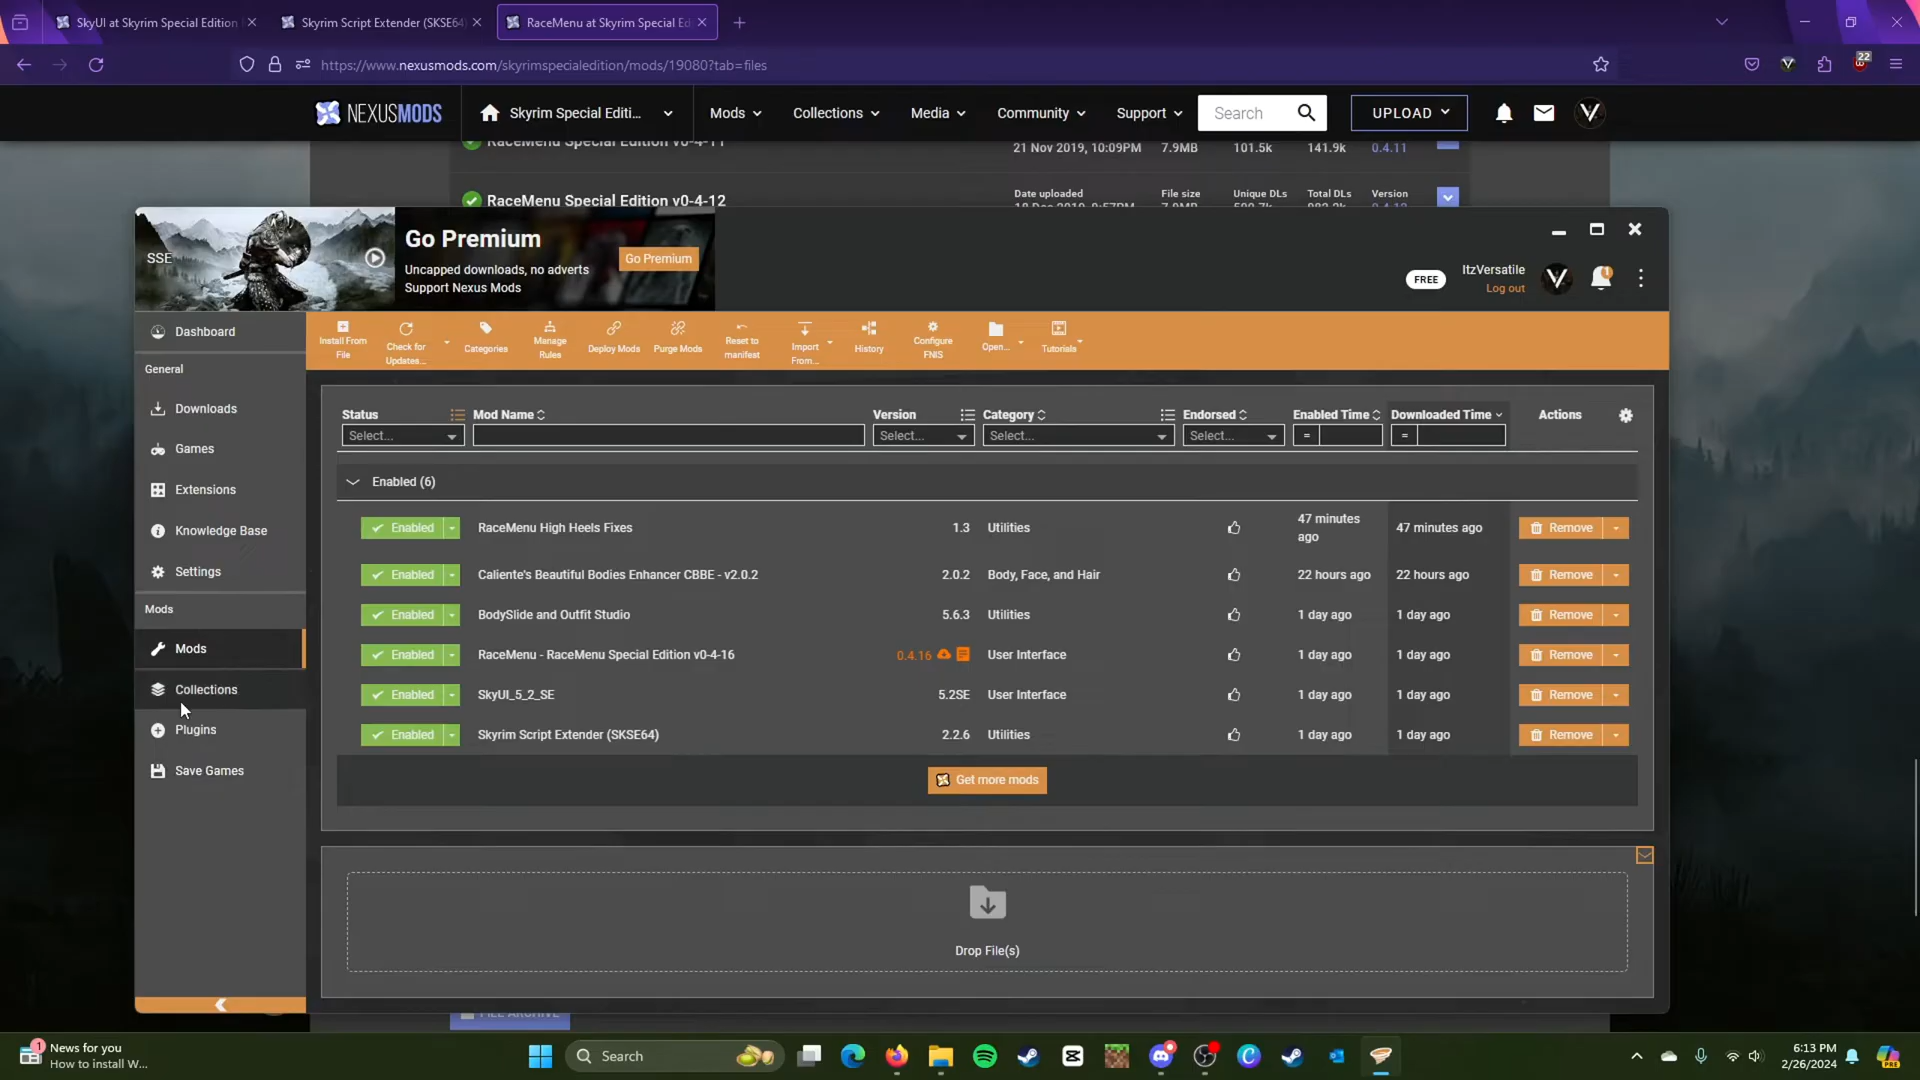 SkyUI at Skyrim Special Edition
Skyrim Script Extender (SKSE64)
RaceMenu at Skyrim Special Ed
https://www.nexusmods.com/skyrimspecialedition/mods/19080?tab=files
22
NEXUSMODS
Skyrim Special Editi...
Mods
Collections
Media
Community
Support
Search
UPLOAD
RaceMenu Special Edition v0-4-11
21 Nov 2019, 10:09PM 7.9MB 101.5k 141.9k 0.4.11
RaceMenu Special Edition v0-4-12
Date uploaded File size Unique DLs Total DLs Version
SSE
Go Premium
Uncapped downloads, no adverts
Support Nexus Mods
Go Premium
FREE
ItzVersatile
Log out
1
Dashboard
General
Downloads
Games
Extensions
Knowledge Base
Settings
Mods
Mods
Collections
Plugins
Save Games
Install From File
Check for Updates...
Categories
Manage Rules
Deploy Mods
Purge Mods
Reset to manifest
Import From...
History
Configure FNIS
Open...
Tutorials
Status Mod Name Version Category Endorsed Enabled Time Downloaded Time Actions
Select... Select... Select... Select... = =
Enabled (6)
Enabled RaceMenu High Heels Fixes 1.3 Utilities 47 minutes ago 47 minutes ago Remove
Enabled Caliente's Beautiful Bodies Enhancer CBBE - v2.0.2 2.0.2 Body, Face, and Hair 22 hours ago 22 hours ago Remove
Enabled BodySlide and Outfit Studio 5.6.3 Utilities 1 day ago 1 day ago Remove
Enabled RaceMenu - RaceMenu Special Edition v0-4-16 0.4.16 User Interface 1 day ago 1 day ago Remove
Enabled SkyUI_5_2_SE 5.2SE User Interface 1 day ago 1 day ago Remove
Enabled Skyrim Script Extender (SKSE64) 2.2.6 Utilities 1 day ago 1 day ago Remove
Get more mods
Drop File(s)
FILE ARCHIVE
1
News for you
How to install W...
Search
6:13 PM
2/26/2024
PRE